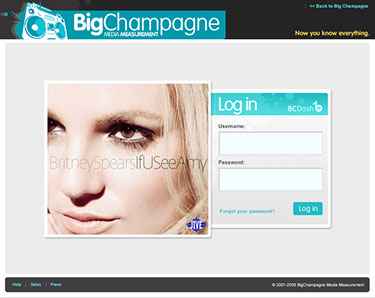 << Back to Big Champagne
BigChampagne
MEDIA MEASUREMENT
Now you know everything.
Log in
BCDash
Username:
BritneySpearsIfUSeeAmy
Password:
JIVE
Forgot your password?
Log in
Help | Sales | Press
© 2001-2008 BigChampagne Media Measurement